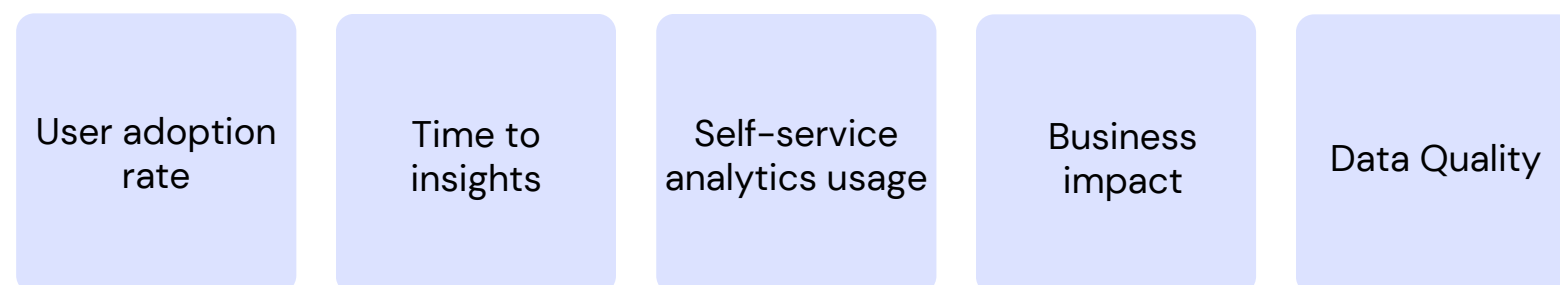 User adoption
rate
Time to
insights
Self-service
analytics usage
Business
impact
Data Quality